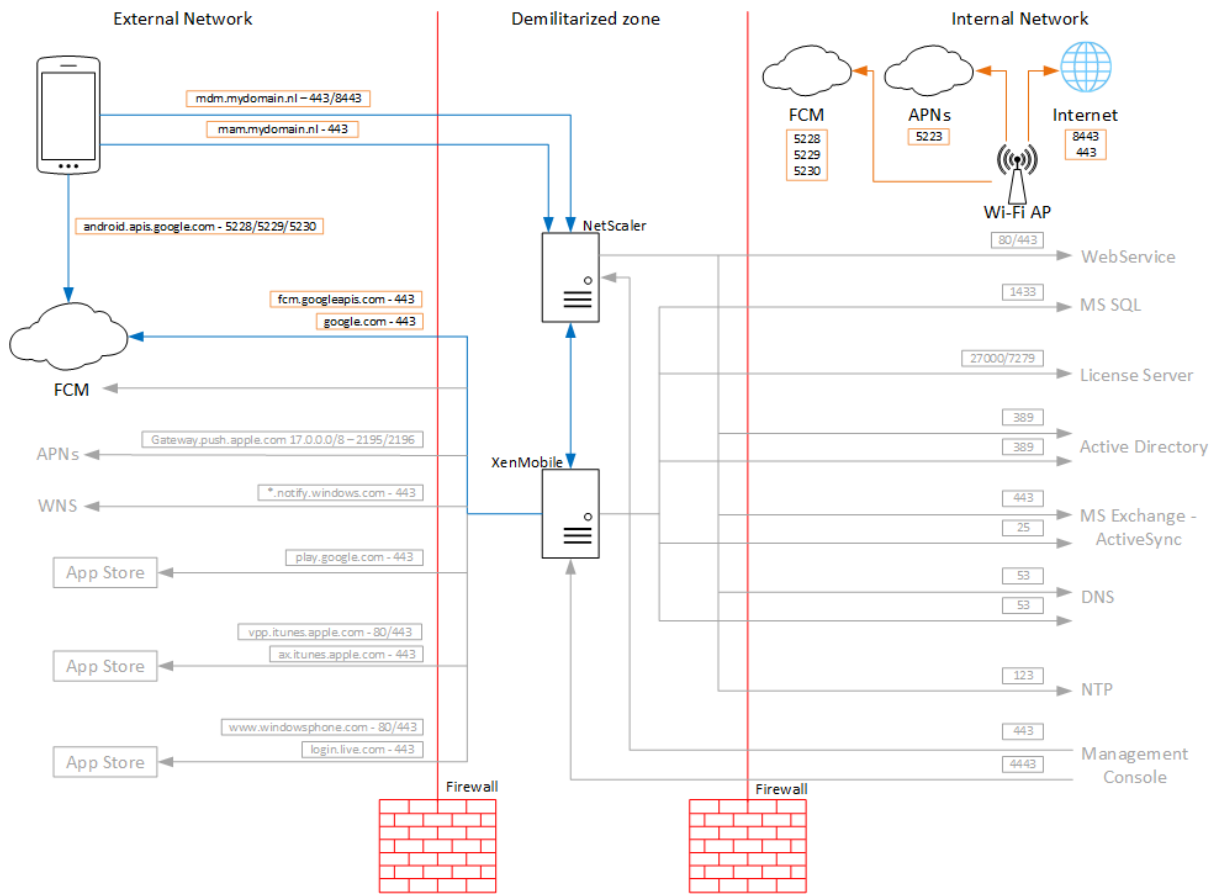 External Network
Demilitarized zone
Internal Network
mdm.mydomain.nl – 443/8443
mam.mydomain.nl - 443
android.apis.google.com - 5228/5229/5230
FCM
5228
5229
5230
APNs
5223
Internet
8443
443
Wi-Fi AP
NetScaler
80/443
WebService
fcm.googleapis.com - 443
google.com - 443
FCM
1433
MS SQL
27000/7279
License Server
Gateway.push.apple.com 17.0.0.0/8 – 2195/2196
APNs
389
389
Active Directory
XenMobile
*.notify.windows.com - 443
WNS
443
25
MS Exchange -
ActiveSync
play.google.com - 443
App Store
53
53
DNS
vpp.itunes.apple.com - 80/443
ax.itunes.apple.com - 443
App Store
123
NTP
www.windowsphone.com - 80/443
login.live.com - 443
App Store
443
4443
Management
Console
Firewall
Firewall